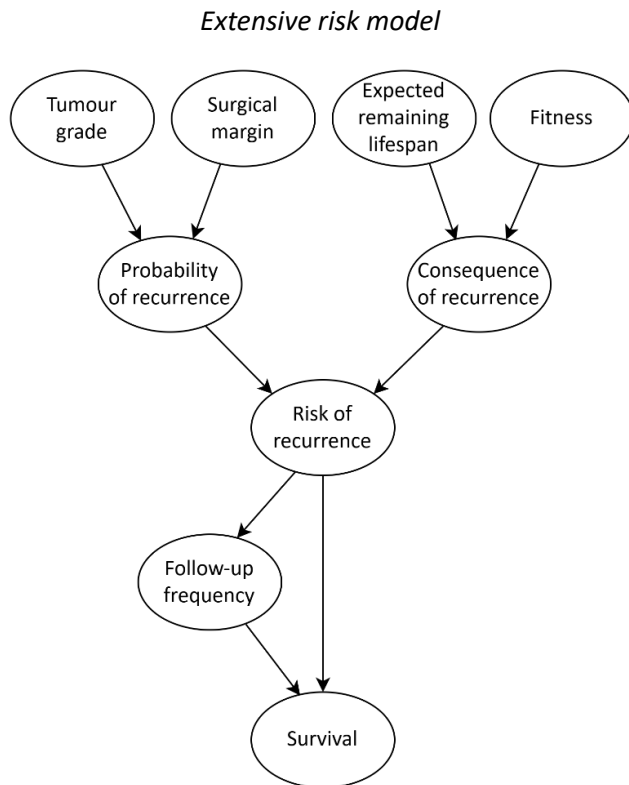 Extensive risk model
Tumour
grade
Surgical
margin
Expected
remaining
lifespan
Fitness
Probability
of recurrence
Consequence
of recurrence
Risk of
recurrence
Follow-up
frequency
Survival